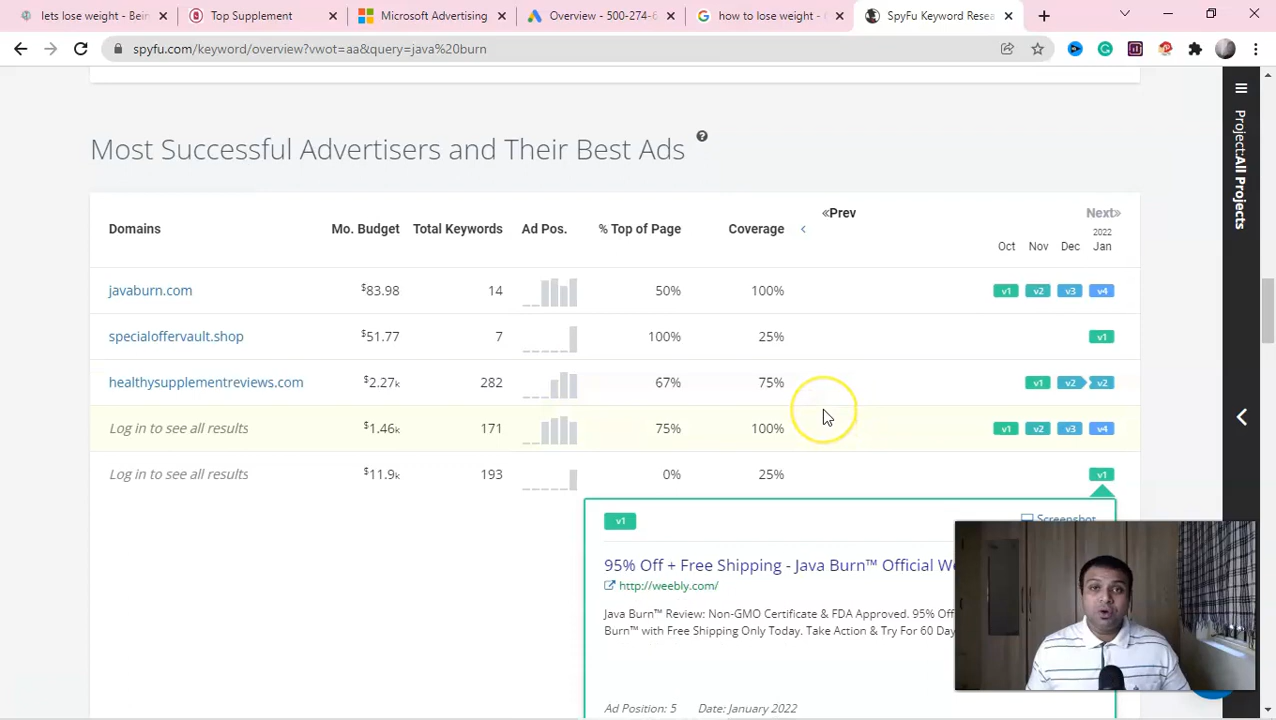 lets lose weight - Bein
Top Supplement
Microsoft Advertising
Overview - 500-274-6
how to lose weight -
SpyFu Keyword Resea
spyfu.com/keyword/overview?vwot=aa&query=java%20burn
Project:All Projects
Most Successful Advertisers and Their Best Ads
«Prev Next»
Domains Mo. Budget Total Keywords Ad Pos. % Top of Page Coverage
2022
Oct Nov Dec Jan
javaburn.com $83.98 14 50% 100% v1 v2 v3 v4
specialoffervault.shop $51.77 7 100% 25% v1
healthysupplementreviews.com $2.27k 282 67% 75% v1 v2 v2
Log in to see all results $1.46k 171 75% 100% v1 v2 v3 v4
Log in to see all results $11.9k 193 0% 25% v1
v1 Screenshot
95% Off + Free Shipping - Java Burn™ Official We
http://weebly.com/
Java Burn™ Review: Non-GMO Certificate & FDA Approved. 95% Off
Burn™ with Free Shipping Only Today. Take Action & Try For 60 Day
Ad Position: 5 Date: January 2022